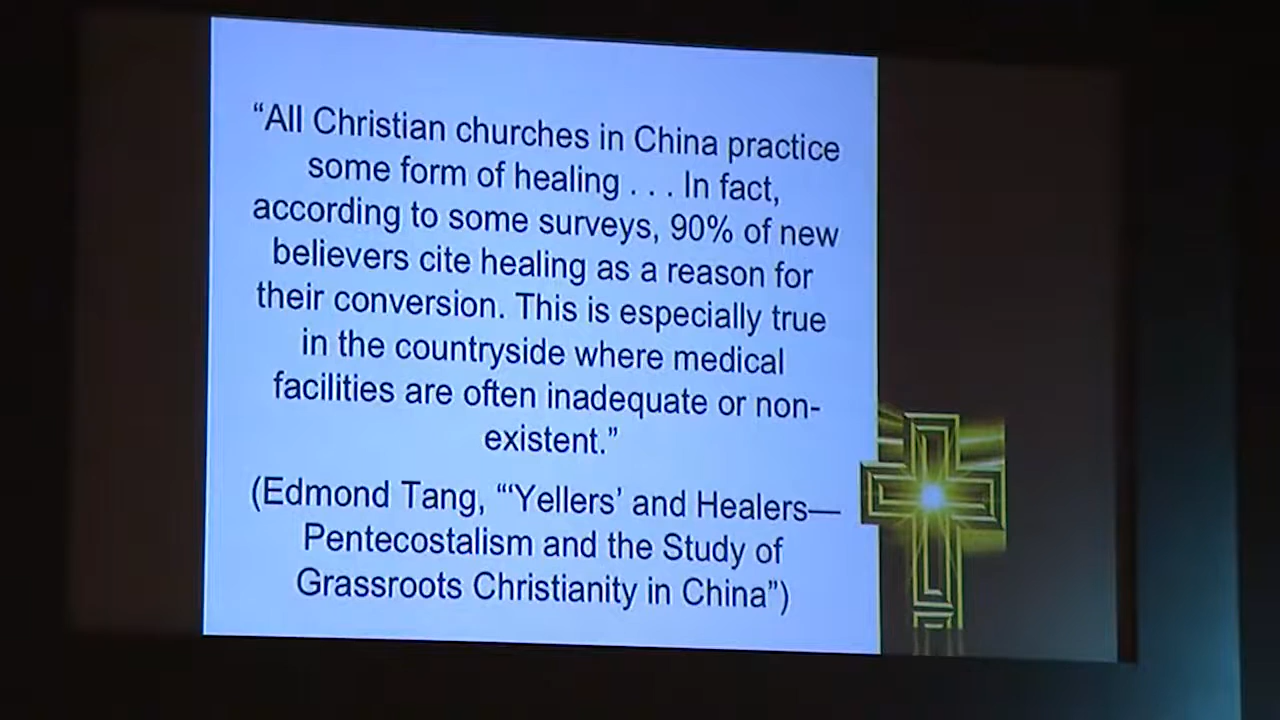 “All Christian churches in China practice
some form of healing . . . In fact,
according to some surveys, 90% of new
believers cite healing as a reason for
their conversion. This is especially true
in the countryside where medical
facilities are often inadequate or non-
existent.”
(Edmond Tang, “‘Yellers’ and Healers—
Pentecostalism and the Study of
Grassroots Christianity in China”)